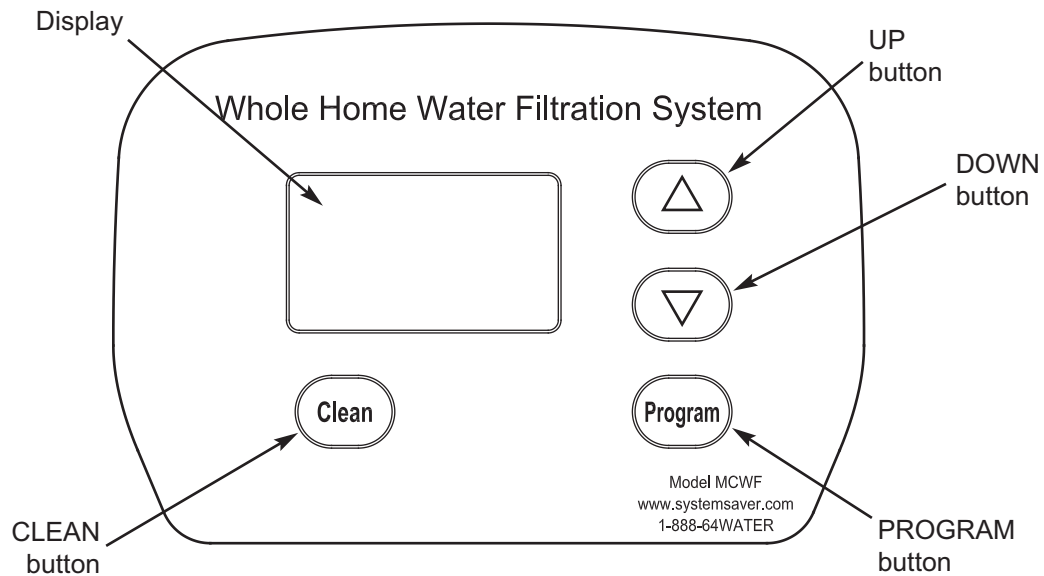 Display
UP
button
Whole Home Water Filtration System
DOWN
button
Clean
Program
Model MCWF
www.systemsaver.com
1-888-64WATER
CLEAN
button
PROGRAM
button